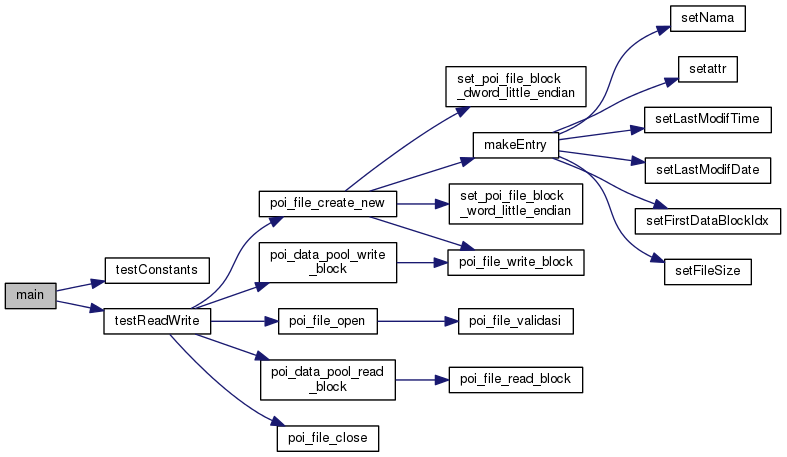 main
testConstants
testReadWrite
poi_file_create_new
poi_data_pool_write
_block
poi_file_open
poi_data_pool_read
_block
poi_file_close
set_poi_file_block
_dword_little_endian
makeEntry
set_poi_file_block
_word_little_endian
poi_file_write_block
poi_file_validasi
poi_file_read_block
setNama
setattr
setLastModifTime
setLastModifDate
setFirstDataBlockIdx
setFileSize